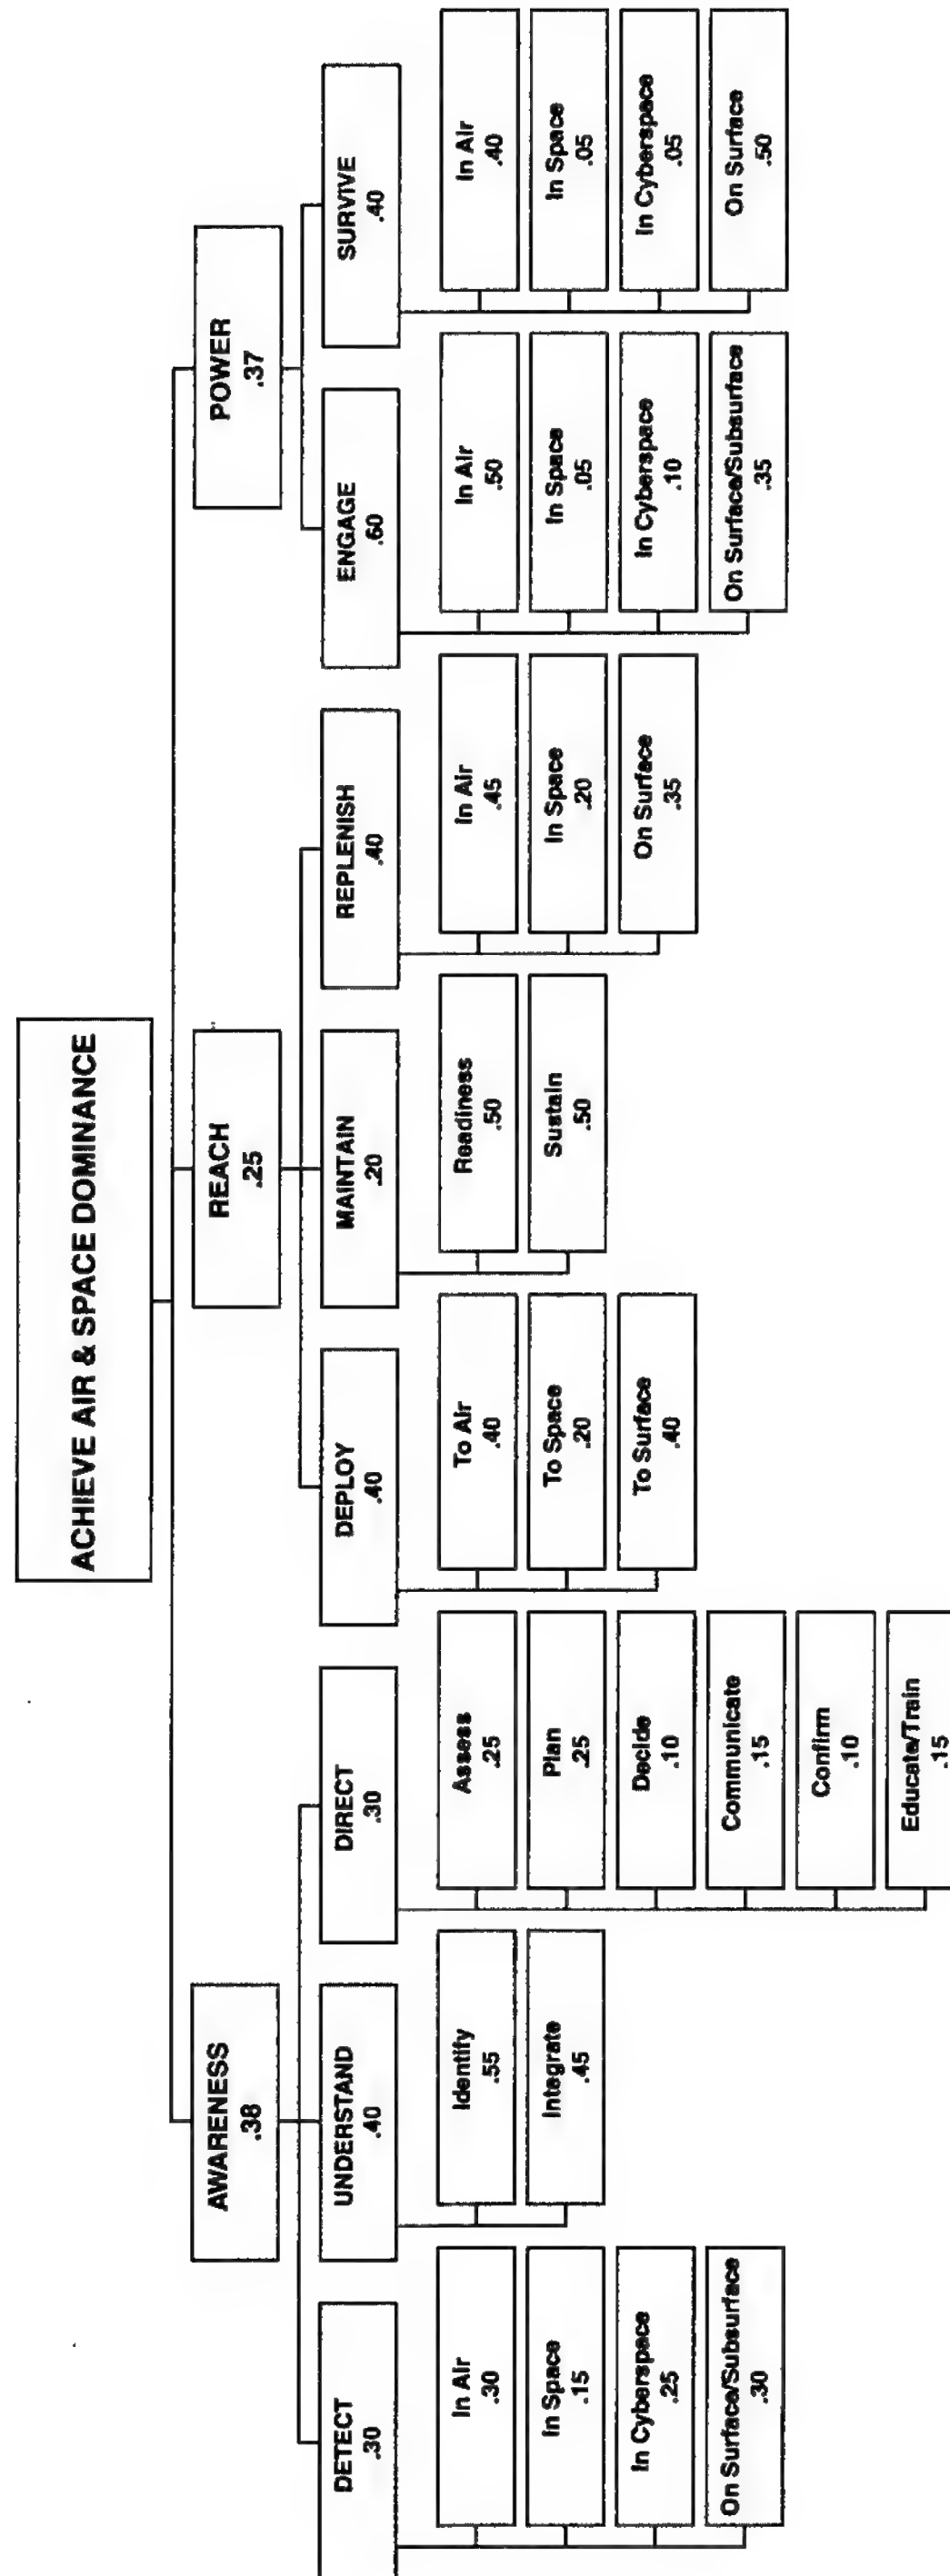 ACHIEVE AIR & SPACE DOMINANCE
AWARENESS
.38
REACH
.25
POWER
.37
DETECT
.30
UNDERSTAND
.40
DIRECT
.30
DEPLOY
.40
MAINTAIN
.20
REPLENISH
.40
ENGAGE
.60
SURVIVE
.40
In Air
.30
In Space
.15
In Cyberspace
.25
On Surface/Subsurface
.30
Identify
.55
Integrate
.45
Assess
.25
Plan
.25
Decide
.10
Communicate
.15
Confirm
.10
Educate/Train
.15
To Air
.40
To Space
.20
To Surface
.40
Readiness
.50
Sustain
.50
In Air
.45
In Space
.20
On Surface
.35
In Air
.50
In Space
.05
In Cyberspace
.10
On Surface/Subsurface
.35
In Air
.40
In Space
.05
In Cyberspace
.05
On Surface
.50